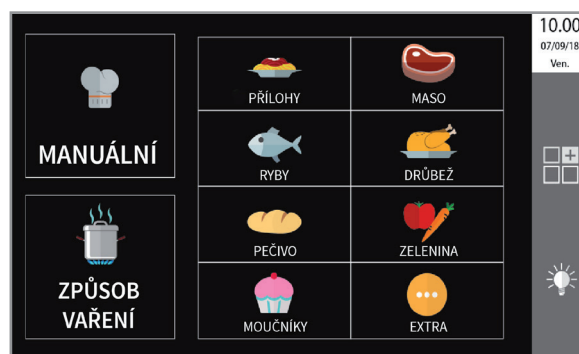 MANUÁLNÍ
ZPŮSOB
VAŘENÍ
PŘÍLOHY
MASO
RYBY
DRŮBEŽ
PEČIVO
ZELENINA
MOUČNÍKY
EXTRA
10.00
07/09/18
Ven.